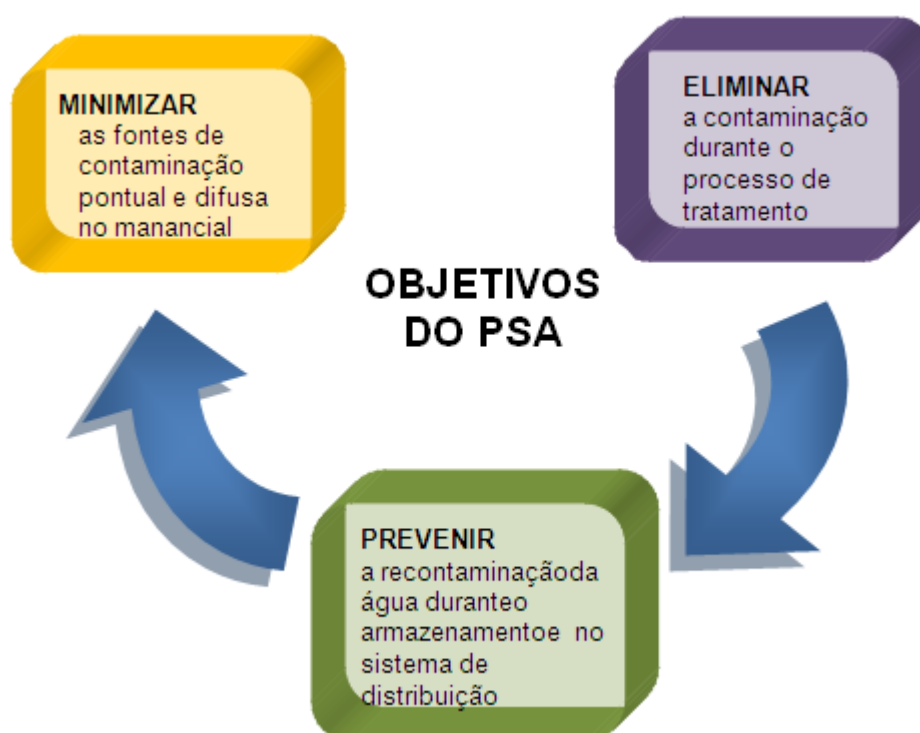 MINIMIZAR
as fontes de
contaminação
pontual e difusa
no manancial
ELIMINAR
a contaminação
durante o
processo de
tratamento
OBJETIVOS
DO PSA
PREVENIR
a recontaminaçãoda
água duranteo
armazenamentoe no
sistema de
distribuição